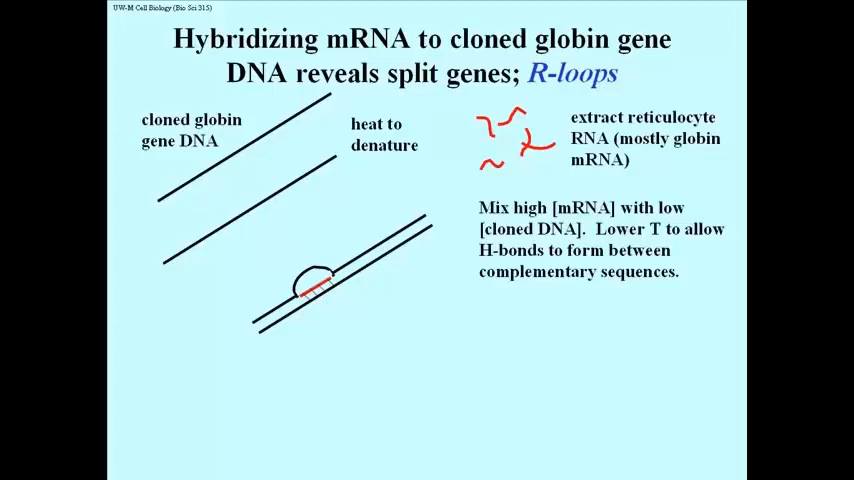 UW-M Cell Biology (Bio Sci 315)
Hybridizing mRNA to cloned globin gene
DNA reveals split genes; R-loops
cloned globin
gene DNA
heat to
denature
extract reticulocyte
RNA (mostly globin
mRNA)
Mix high [mRNA] with low
[cloned DNA].  Lower T to allow
H-bonds to form between
complementary sequences.